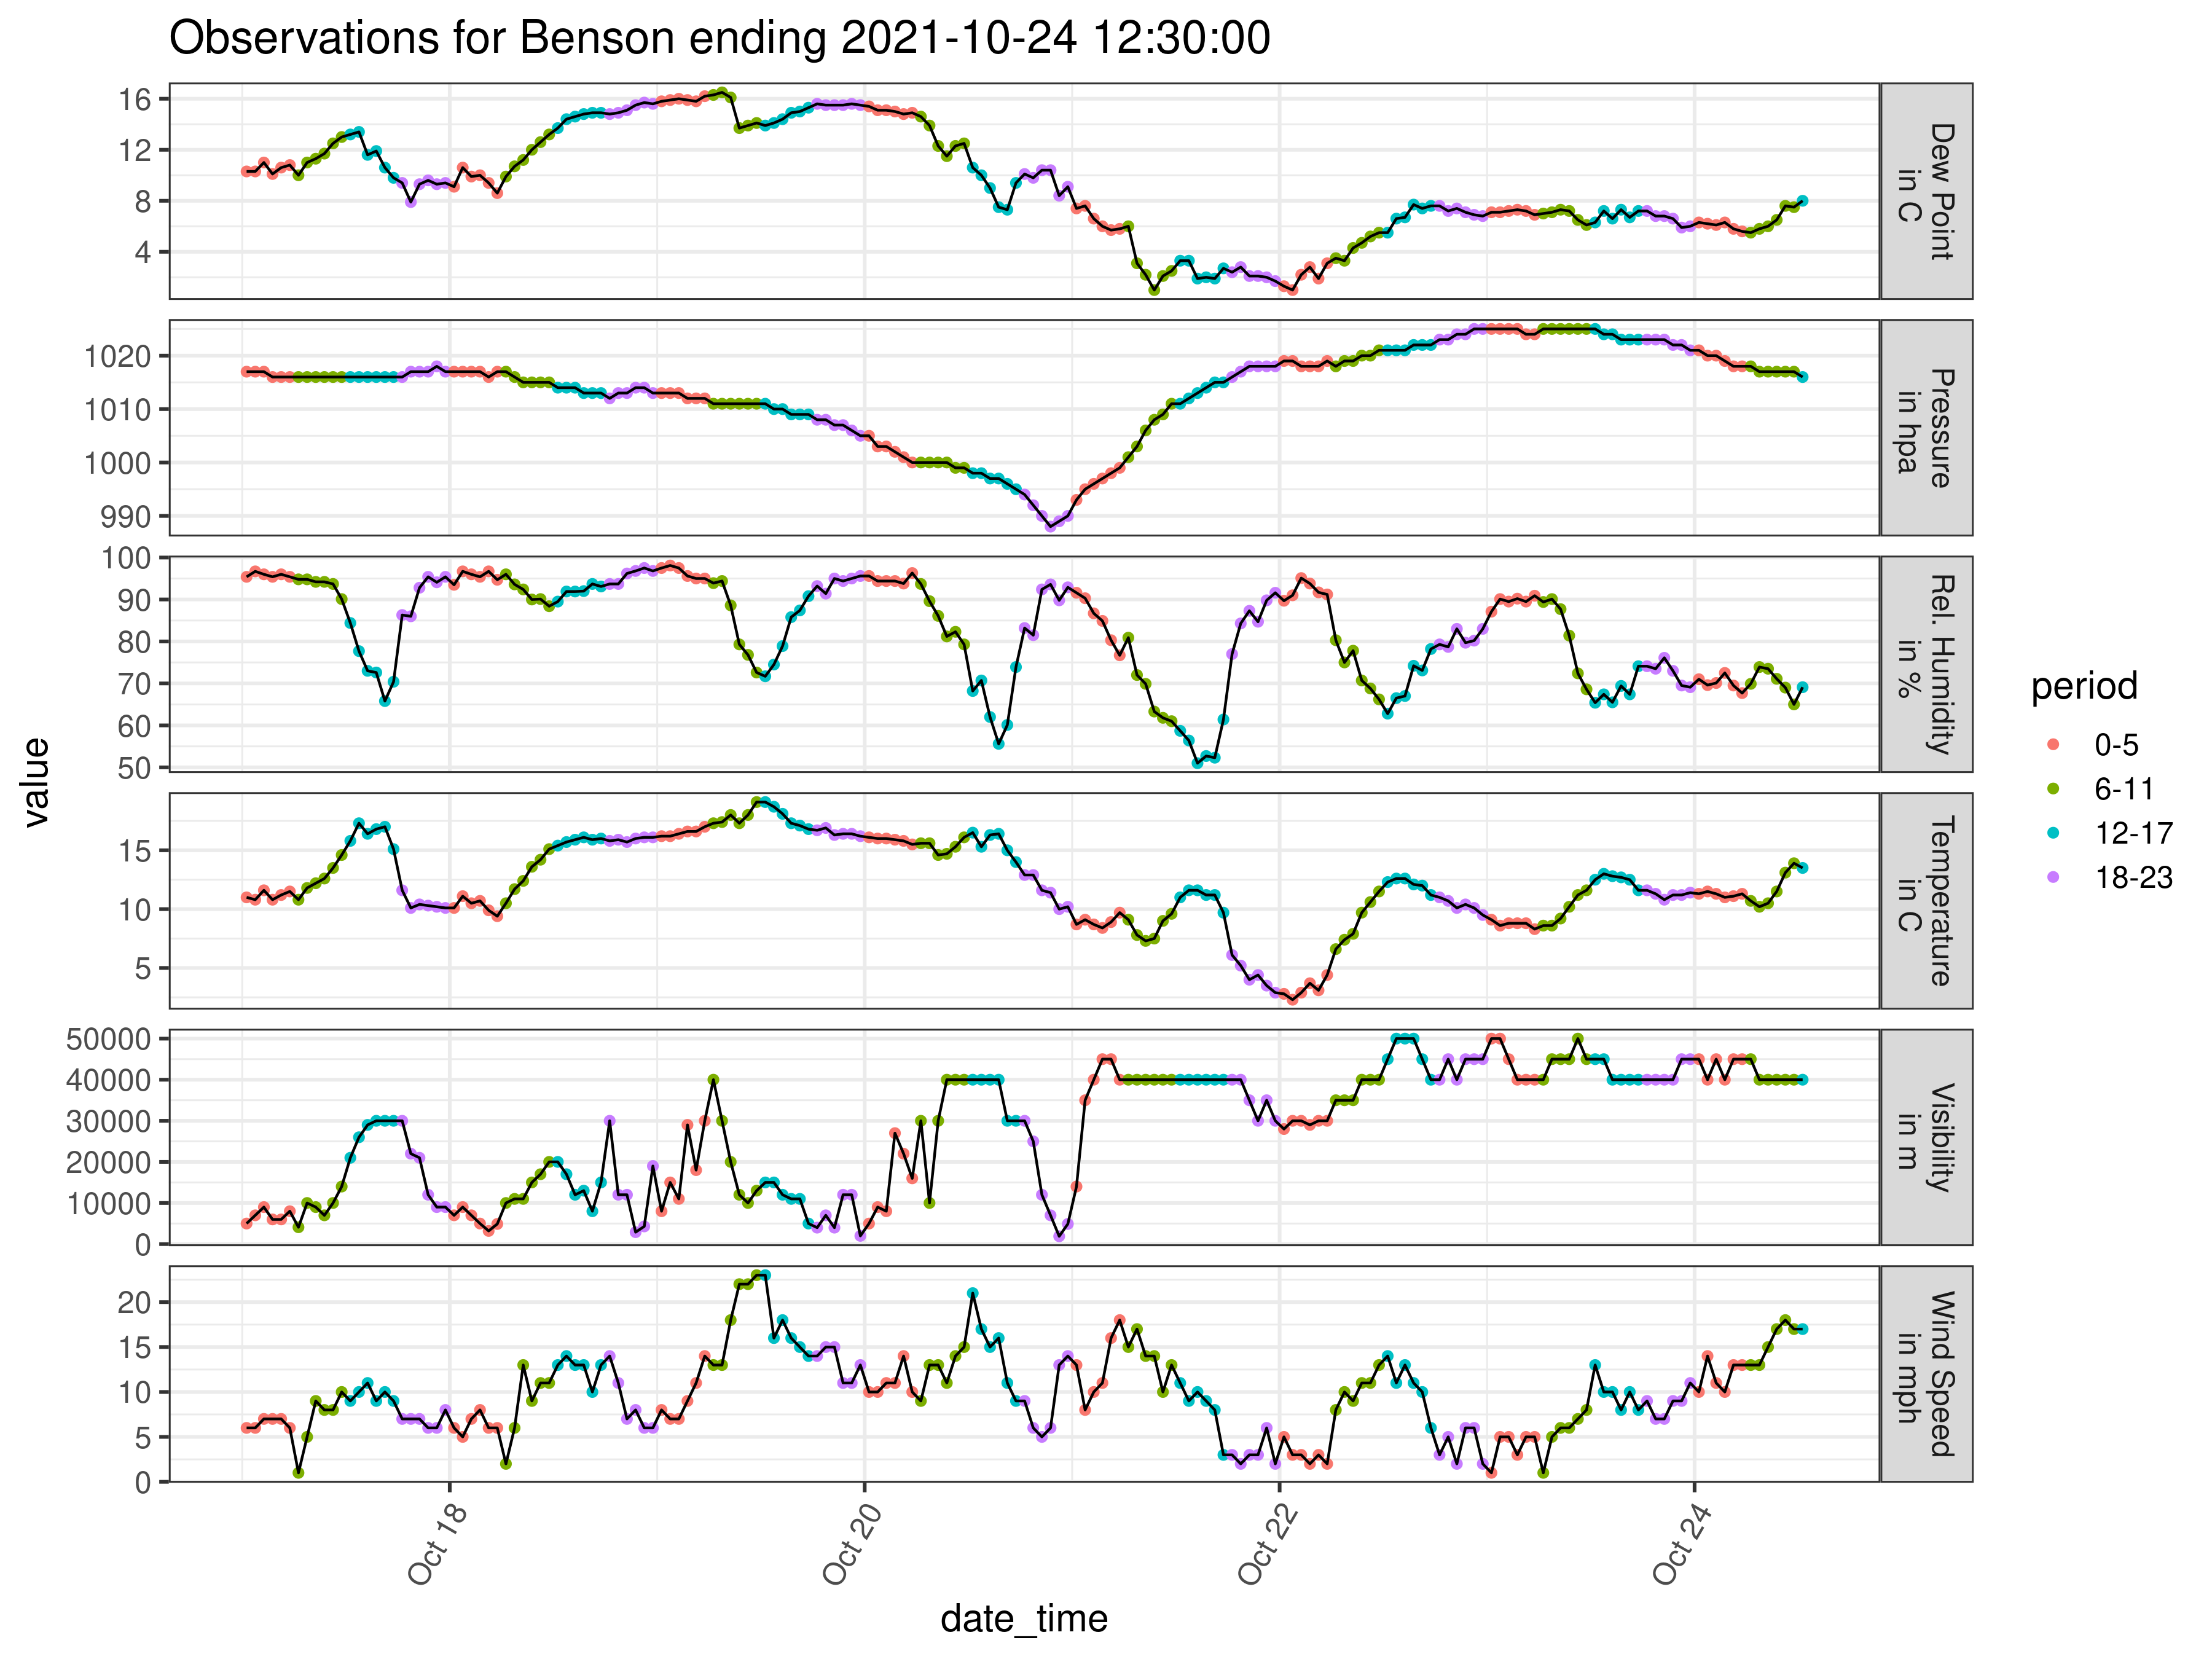 Observations for Benson ending 2021-10-24 12:30:00
value
16
12
8
4
Dew Point
in C
1020
1010
1000
990
Pressure
in hpa
100
90
80
70
60
50
Rel. Humidity
in %
15
10
5
Temperature
in C
50000
40000
30000
20000
10000
0
Visibility
in m
20
15
10
5
0
Wind Speed
in mph
Oct 18
Oct 20
Oct 22
Oct 24
date_time
period
0-5
6-11
12-17
18-23